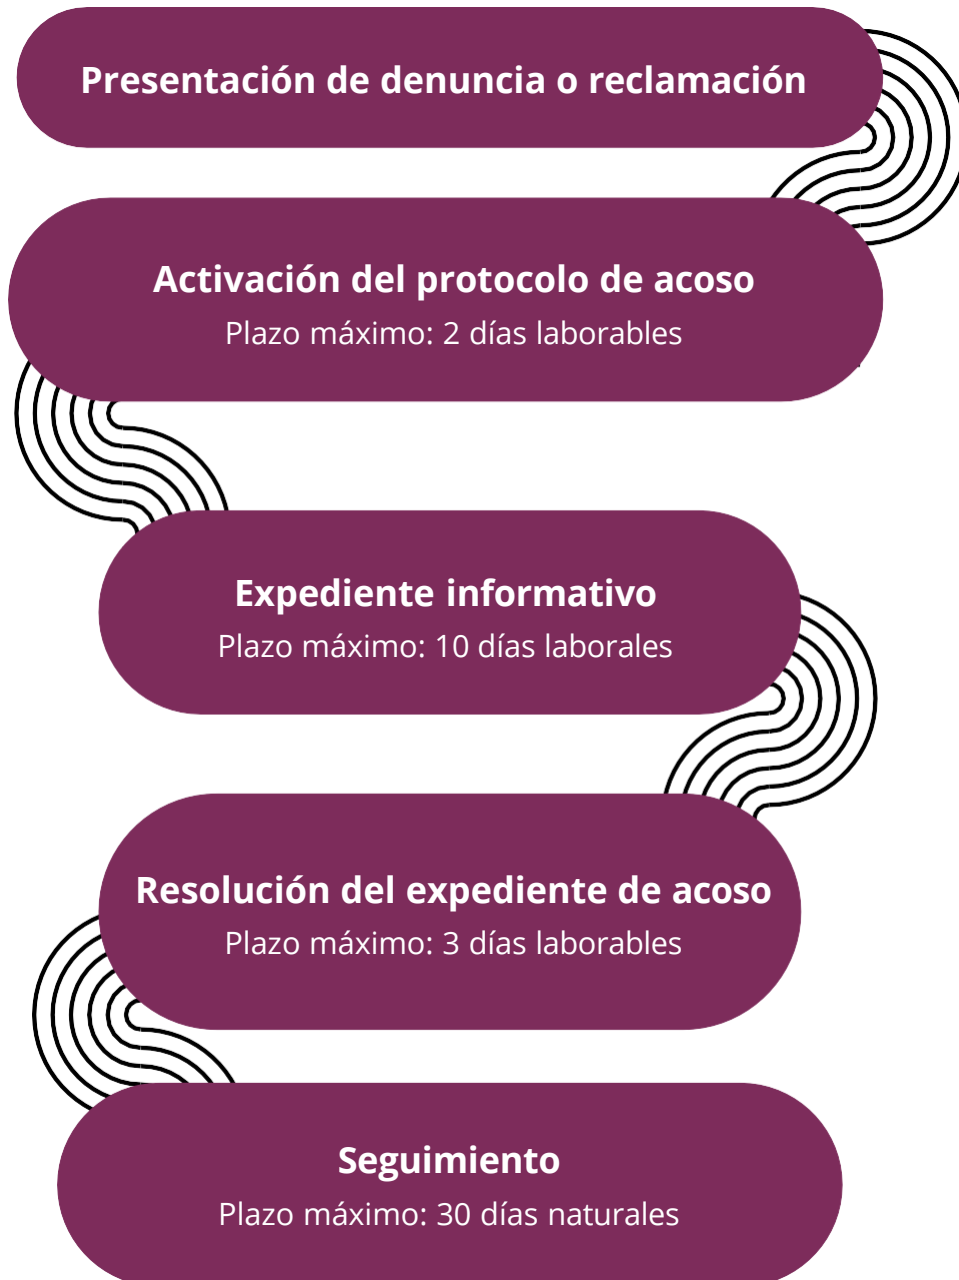 Presentación de denuncia o reclamación
Activación del protocolo de acoso
Plazo máximo: 2 días laborables
Expediente informativo
Plazo máximo: 10 días laborales
Resolución del expediente de acoso
Plazo máximo: 3 días laborables
Seguimiento
Plazo máximo: 30 días naturales